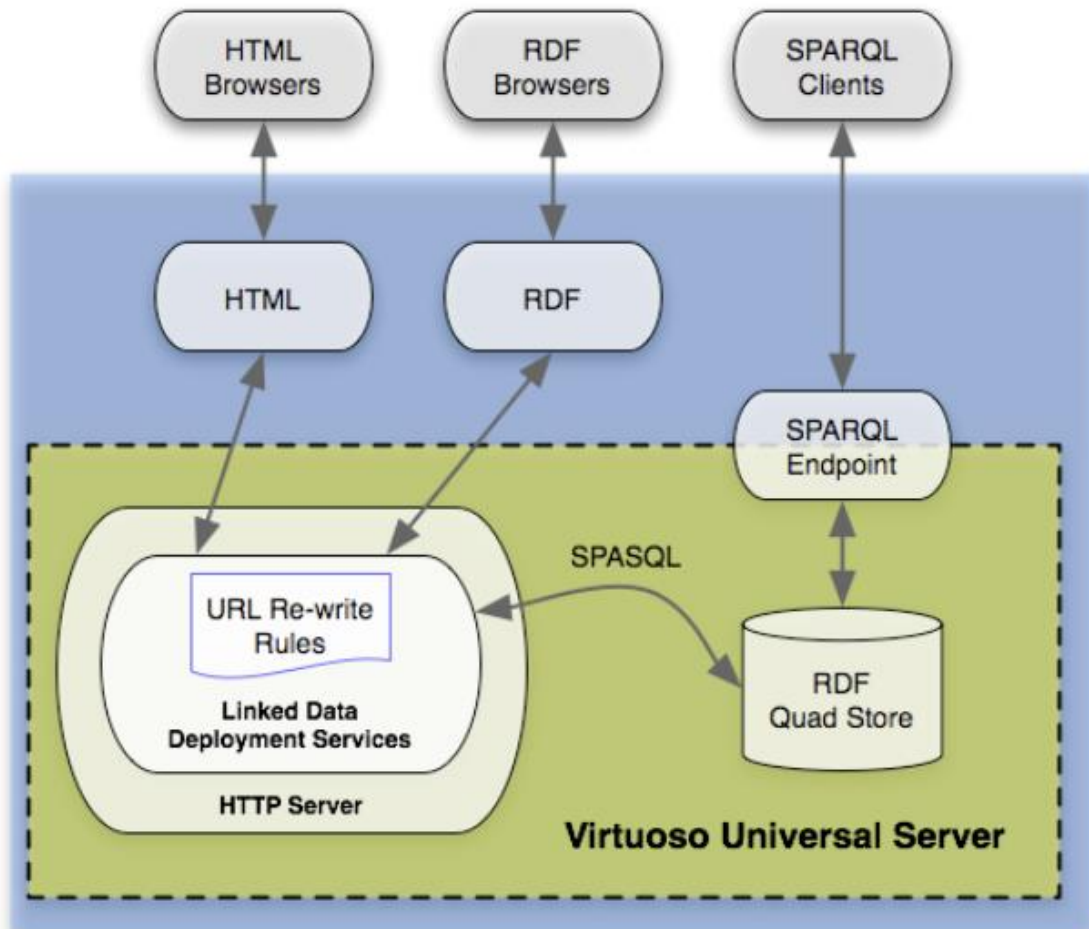 HTML
Browsers
RDF
Browsers
SPARQL
Clients
HTML
RDF
SPARQL
Endpoint
SPASQL
URL Re-write
Rules
Linked Data
Deployment Services
HTTP Server
RDF
Quad Store
Virtuoso Universal Server